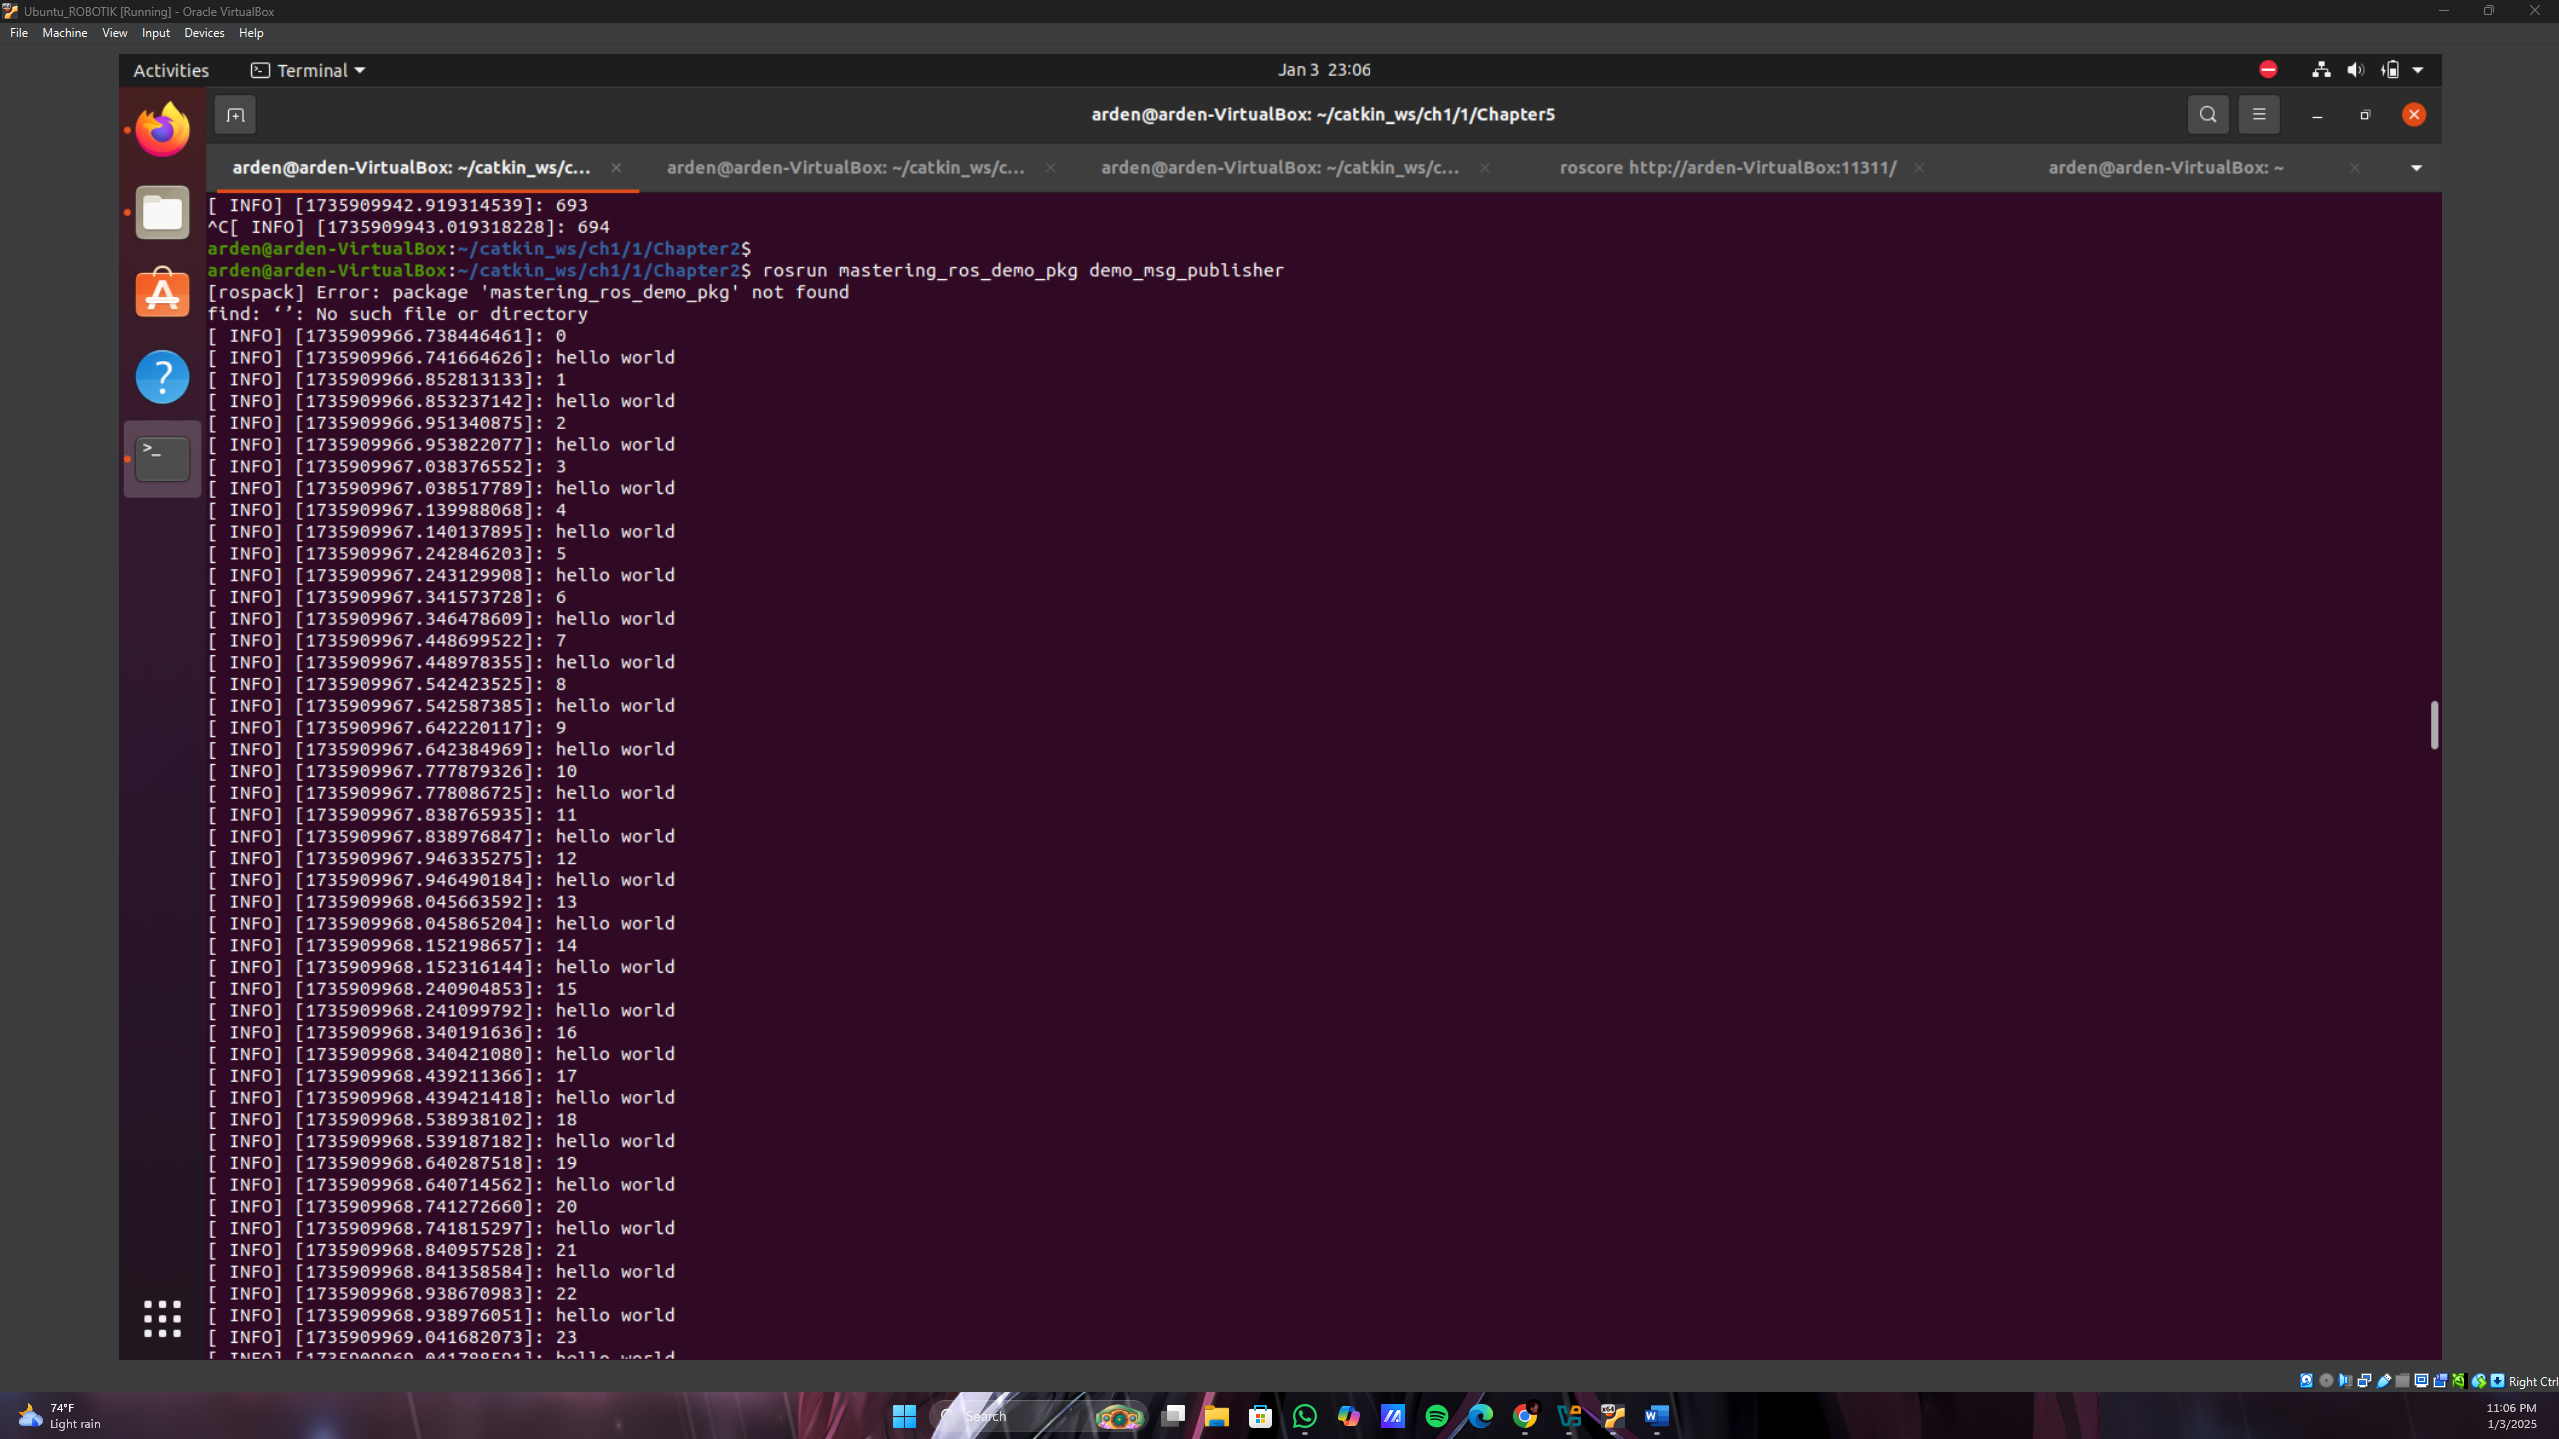 Ubuntu_ROBOTIK [Running] - Oracle VirtualBox
File Machine View Input Devices Help
Activities Terminal Jan 3 23:06
arden@arden-VirtualBox: ~/catkin_ws/ch1/1/Chapter5
arden@arden-VirtualBox: ~/catkin_ws/c... arden@arden-VirtualBox: ~/catkin_ws/c... arden@arden-VirtualBox: ~/catkin_ws/c... roscore http://arden-VirtualBox:11311/ arden@arden-VirtualBox: ~
[ INFO] [1735909942.919314539]: 693
^C[ INFO] [1735909943.019318228]: 694
arden@arden-VirtualBox:~/catkin_ws/ch1/1/Chapter2$
arden@arden-VirtualBox:~/catkin_ws/ch1/1/Chapter2$ rosrun mastering_ros_demo_pkg demo_msg_publisher
[rospack] Error: package 'mastering_ros_demo_pkg' not found
find: ‘’: No such file or directory
[ INFO] [1735909966.738446461]: 0
[ INFO] [1735909966.741664626]: hello world
[ INFO] [1735909966.852813133]: 1
[ INFO] [1735909966.853237142]: hello world
[ INFO] [1735909966.951340875]: 2
[ INFO] [1735909966.953822077]: hello world
[ INFO] [1735909967.038376552]: 3
[ INFO] [1735909967.038517789]: hello world
[ INFO] [1735909967.139988068]: 4
[ INFO] [1735909967.140137895]: hello world
[ INFO] [1735909967.242846203]: 5
[ INFO] [1735909967.243129908]: hello world
[ INFO] [1735909967.341573728]: 6
[ INFO] [1735909967.346478609]: hello world
[ INFO] [1735909967.448699522]: 7
[ INFO] [1735909967.448978355]: hello world
[ INFO] [1735909967.542423525]: 8
[ INFO] [1735909967.542587385]: hello world
[ INFO] [1735909967.642220117]: 9
[ INFO] [1735909967.642384969]: hello world
[ INFO] [1735909967.777879326]: 10
[ INFO] [1735909967.778086725]: hello world
[ INFO] [1735909967.838765935]: 11
[ INFO] [1735909967.838976847]: hello world
[ INFO] [1735909967.946335275]: 12
[ INFO] [1735909967.946490184]: hello world
[ INFO] [1735909968.045663592]: 13
[ INFO] [1735909968.045865204]: hello world
[ INFO] [1735909968.152198657]: 14
[ INFO] [1735909968.152316144]: hello world
[ INFO] [1735909968.240904853]: 15
[ INFO] [1735909968.241099792]: hello world
[ INFO] [1735909968.340191636]: 16
[ INFO] [1735909968.340421080]: hello world
[ INFO] [1735909968.439211366]: 17
[ INFO] [1735909968.439421418]: hello world
[ INFO] [1735909968.538938102]: 18
[ INFO] [1735909968.539187182]: hello world
[ INFO] [1735909968.640287518]: 19
[ INFO] [1735909968.640714562]: hello world
[ INFO] [1735909968.741272660]: 20
[ INFO] [1735909968.741815297]: hello world
[ INFO] [1735909968.840957528]: 21
[ INFO] [1735909968.841358584]: hello world
[ INFO] [1735909968.938670983]: 22
[ INFO] [1735909968.938976051]: hello world
[ INFO] [1735909969.041682073]: 23
[ INFO] [1735909969.041788591]: hello world
Right Ctrl
74°F
Light rain
Search
11:06 PM
1/3/2025